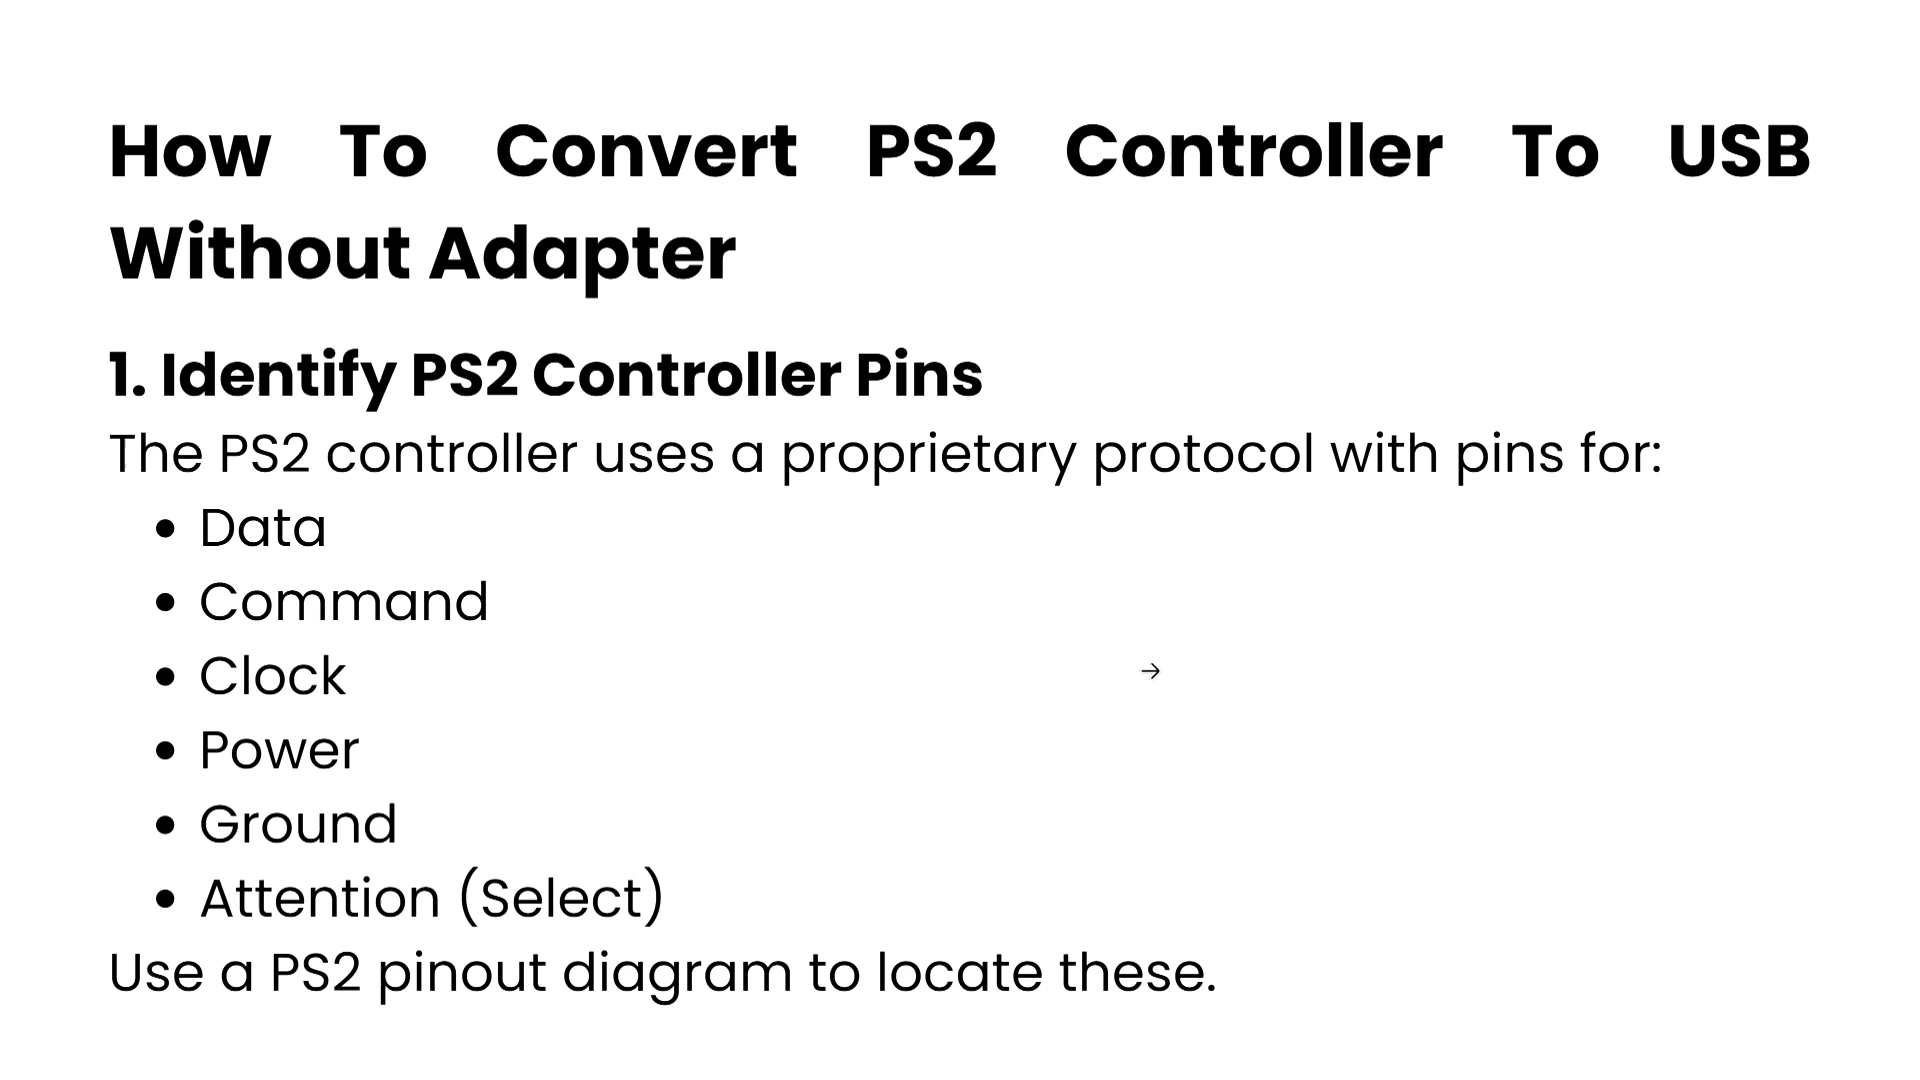 How To Convert PS2 Controller To USB
Without Adapter
1. Identify PS2 Controller Pins
The PS2 controller uses a proprietary protocol with pins for:
• Data
• Command
• Clock
• Power
• Ground
• Attention (Select)
Use a PS2 pinout diagram to locate these.